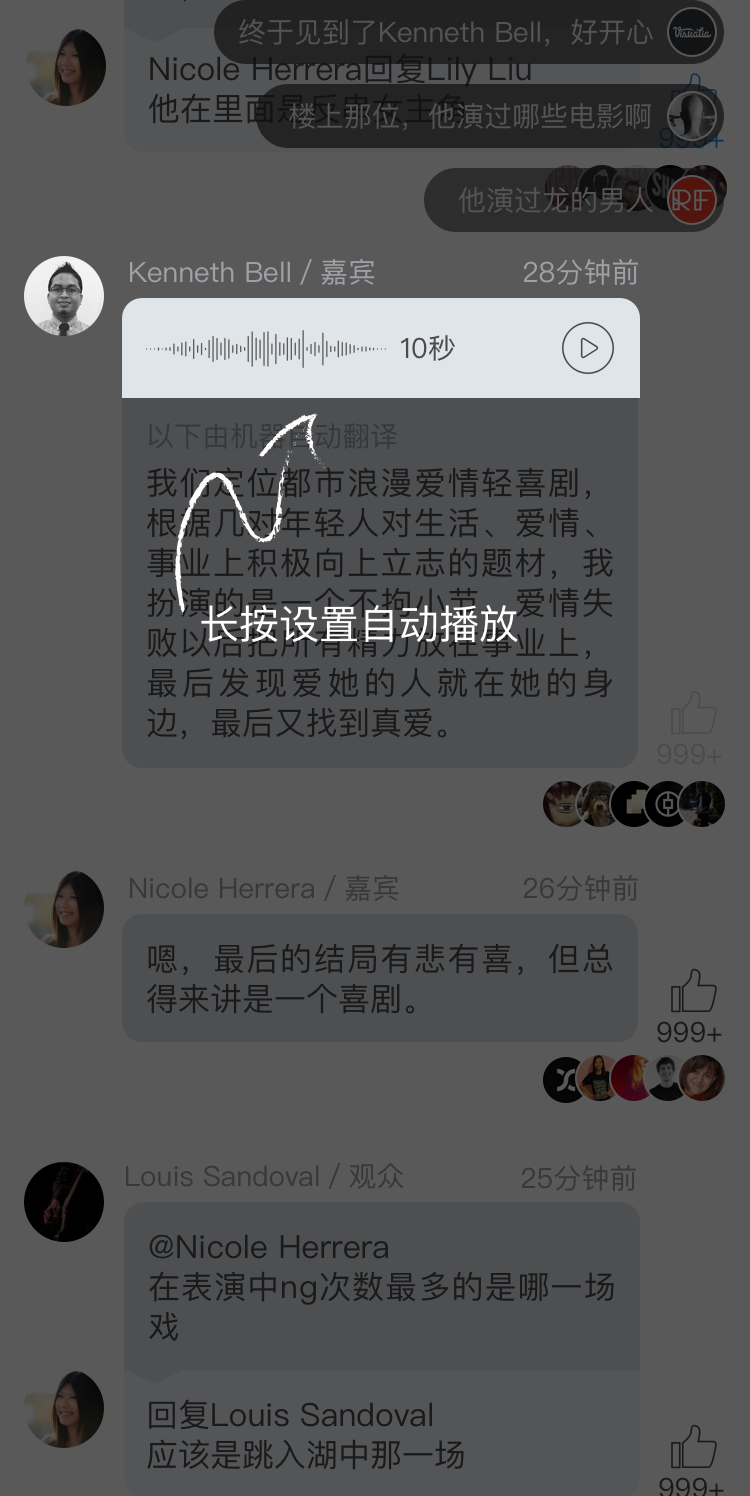 终于见到了Kenneth Bell，好开心
Visualia
Nicole Herrera回复Lily Liu
楼上那位，他演过哪些电影啊
999+
他演过龙的男人
RF
Kenneth Bell / 嘉宾
28分钟前
10秒
以下由机器自动翻译
我们定位都市浪漫爱情轻喜剧，
根据几对年轻人对生活、爱情、
事业上积极向上立志的题材，我
扮演的是一个不拘小节、爱情失
长按设置自动播放
败以后把所有精力放在事业上，
最后发现爱她的人就在她的身
边，最后又找到真爱。
999+
Nicole Herrera / 嘉宾
26分钟前
嗯，最后的结局有悲有喜，但总
得来讲是一个喜剧。
999+
Louis Sandoval / 观众
25分钟前
@Nicole Herrera
在表演中ng次数最多的是哪一场
戏
回复Louis Sandoval
应该是跳入湖中那一场
999+